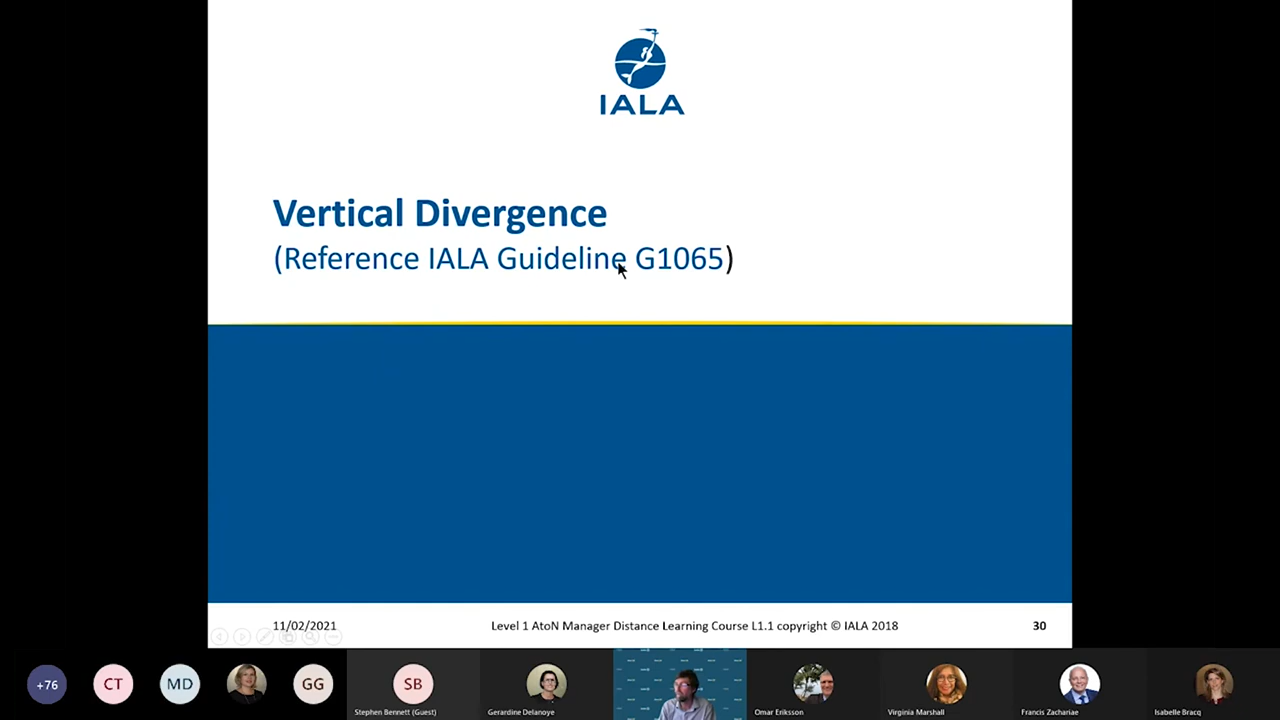 IALA
Vertical Divergence
(Reference IALA Guideline G1065)
11/02/2021
Level 1 AtoN Manager Distance Learning Course L1.1 copyright © IALA 2018
30
+76
CT
MD
GG
SB
Stephen Bennett (Guest)
Gerardine Delanoye
Omar Eriksson
Virginia Marshall
Francis Zachariae
Isabelle Bracq